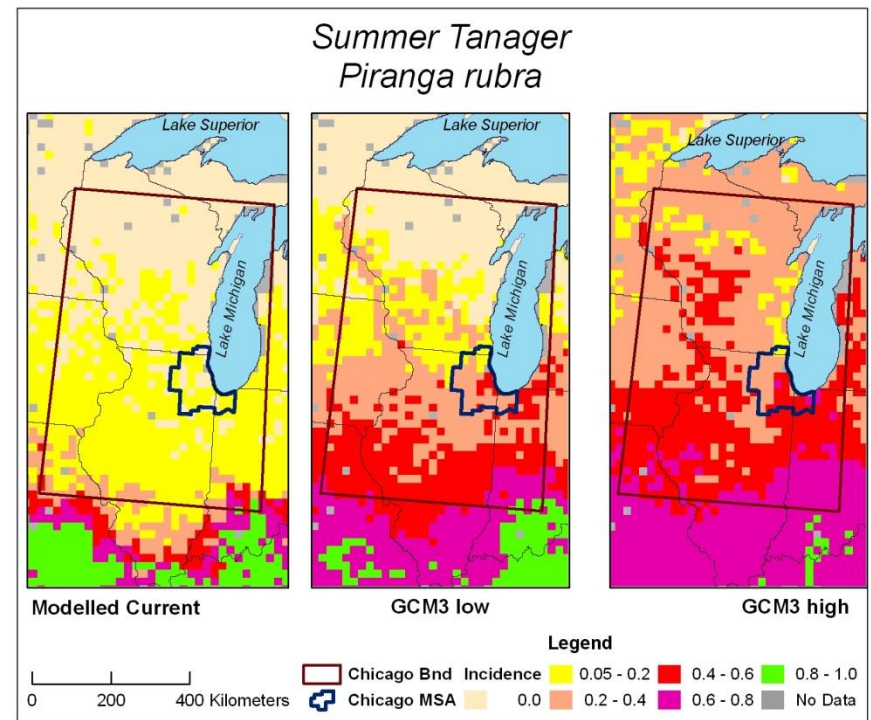 Summer Tanager
Piranga rubra
Lake Superior
Lake Michigan
Lake Superior
Lake Michigan
Lake Superior
Lake Michigan
Modelled Current
GCM3 low
GCM3 high
Legend
0 200 400 Kilometers
Chicago Bnd
Chicago MSA
Incidence
0.0
0.05 - 0.2
0.2 - 0.4
0.4 - 0.6
0.6 - 0.8
0.8 - 1.0
No Data